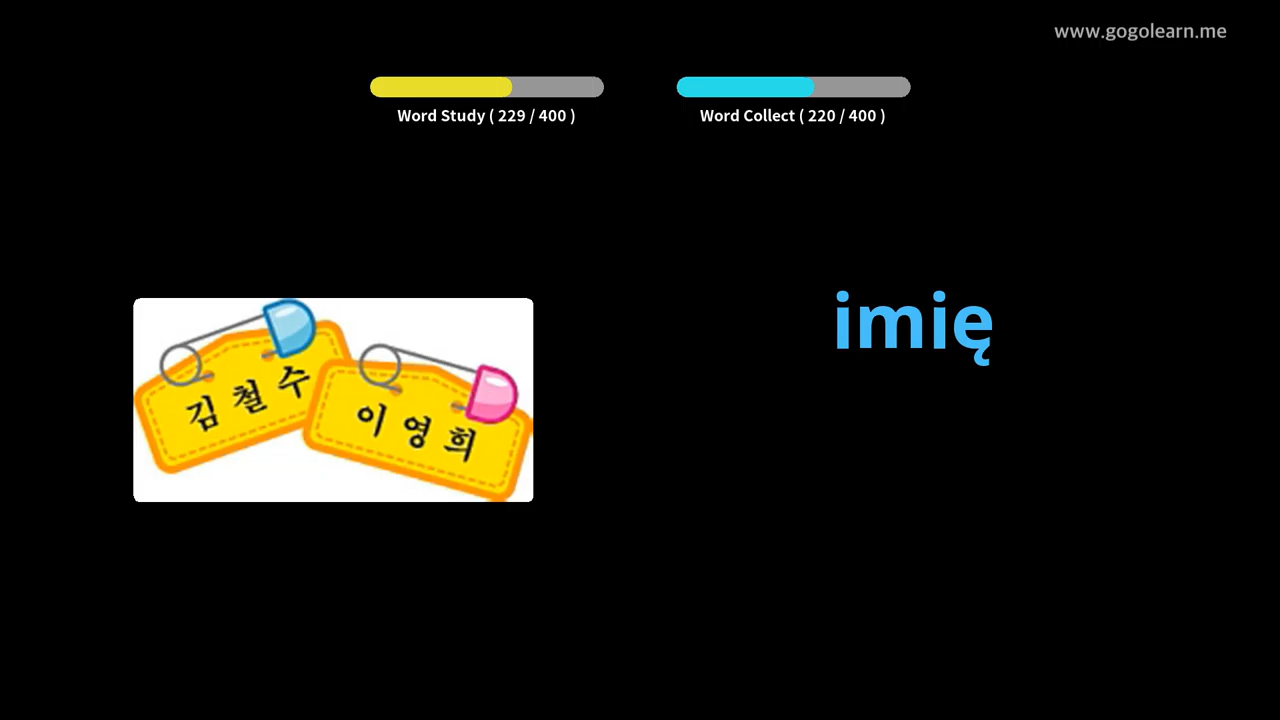 www.gogolearn.me
Word Study ( 229 / 400 )
Word Collect ( 220 / 400 )
김철수
이영희
imię